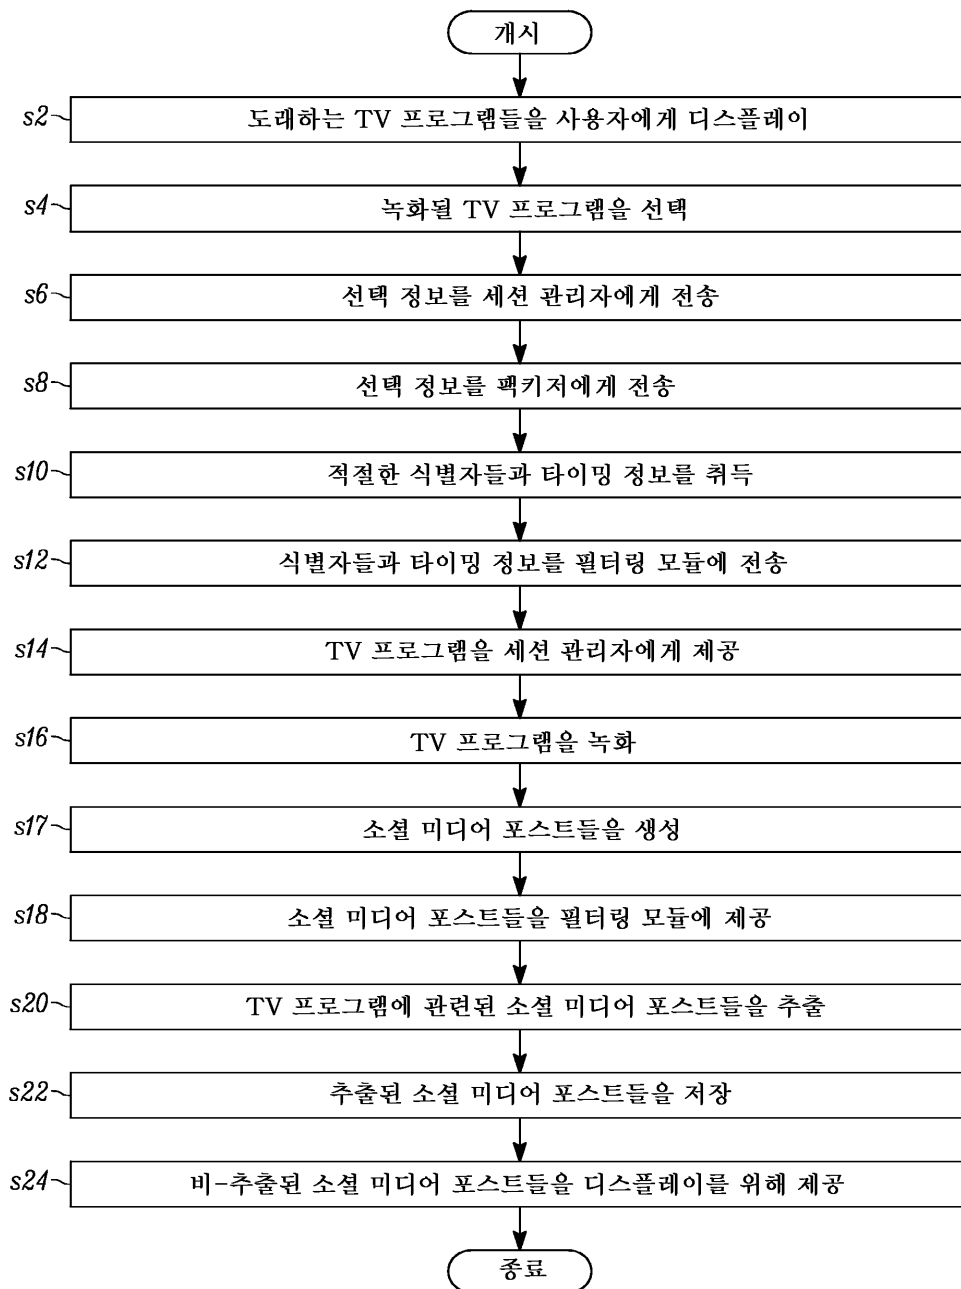 개시
s2 도래하는 TV 프로그램들을 사용자에게 디스플레이
s4 녹화될 TV 프로그램을 선택
s6 선택 정보를 세션 관리자에게 전송
s8 선택 정보를 팩키저에게 전송
s10 적절한 식별자들과 타이밍 정보를 취득
s12 식별자들과 타이밍 정보를 필터링 모듈에 전송
s14 TV 프로그램을 세션 관리자에게 제공
s16 TV 프로그램을 녹화
s17 소셜 미디어 포스트들을 생성
s18 소셜 미디어 포스트들을 필터링 모듈에 제공
s20 TV 프로그램에 관련된 소셜 미디어 포스트들을 추출
s22 추출된 소셜 미디어 포스트들을 저장
s24 비-추출된 소셜 미디어 포스트들을 디스플레이를 위해 제공
종료